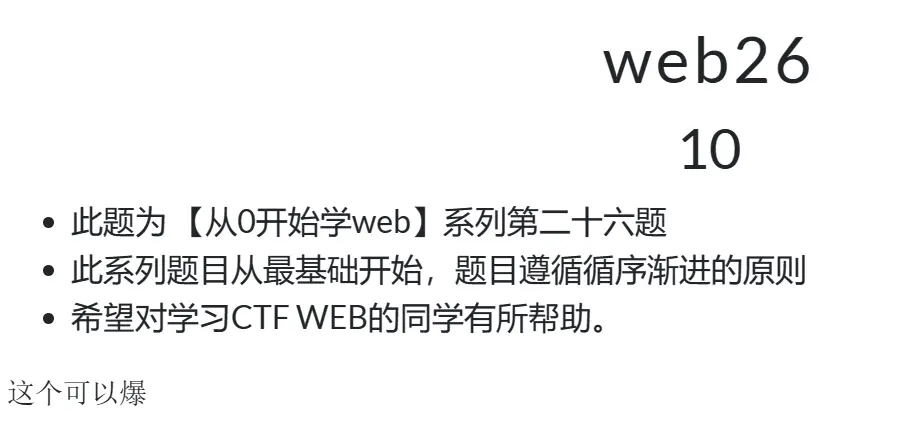 web26
10
此题为 【从0开始学web】系列第二十六题
此系列题目从最基础开始，题目遵循循序渐进的原则
希望对学习CTF WEB的同学有所帮助。
这个可以爆